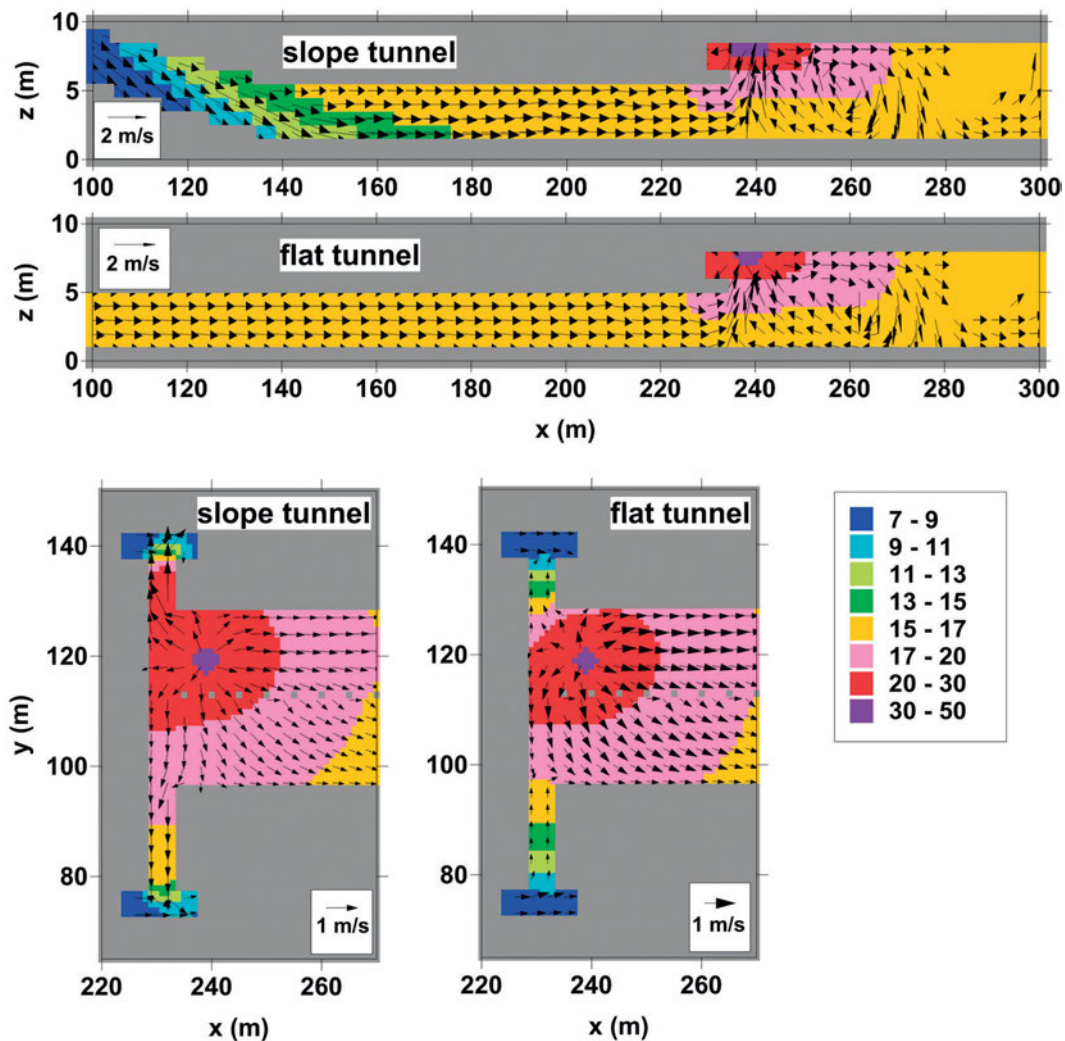 10
5
0
z (m)
slope tunnel
2 m/s
100 120 140 160 180 200 220 240 260 280 300
10
5
0
z (m)
2 m/s
flat tunnel
100 120 140 160 180 200 220 240 260 280 300
x (m)
slope tunnel
140
120
100
80
y (m)
1 m/s
220 240 260
x (m)
flat tunnel
140
120
100
80
1 m/s
220 240 260
x (m)
7 - 9
9 - 11
11 - 13
13 - 15
15 - 17
17 - 20
20 - 30
30 - 50